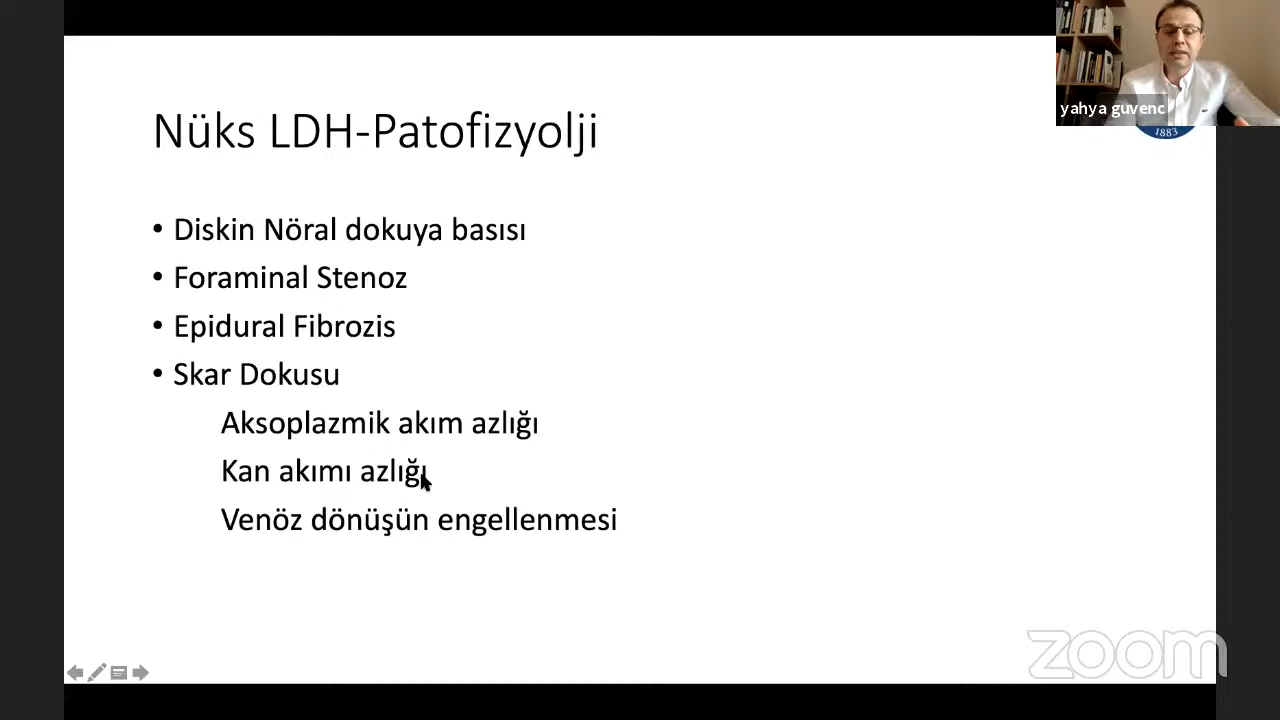 Nüks LDH-Patofizyolji
• Diskin Nöral dokuya basısı
• Foraminal Stenoz
• Epidural Fibrozis
• Skar Dokusu
Aksoplazmik akım azlığı
Kan akımı azlığı
Venöz dönüşün engellenmesi
yahya guvenc
1883
zoom